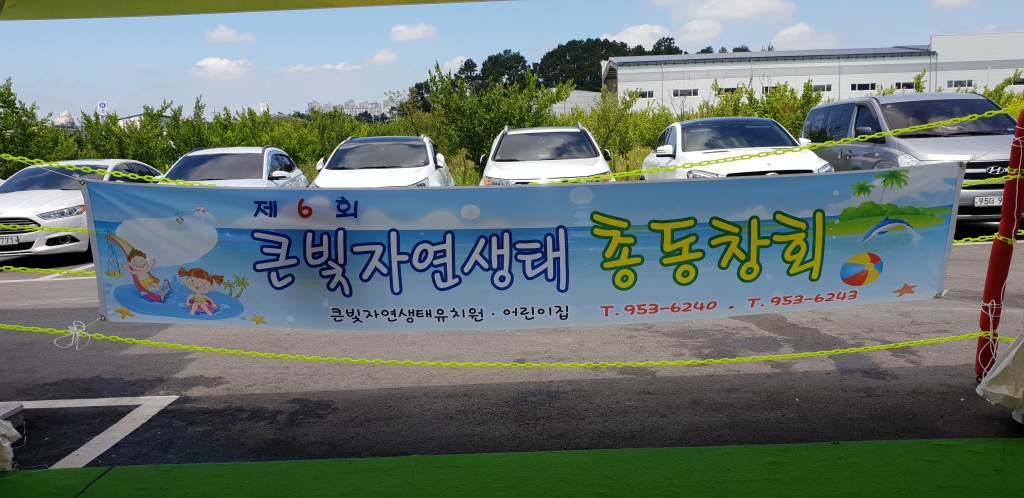 제 6 회
큰빛자연생태 총동창회
큰빛자연생태유치원 · 어린이집 T. 953-6240 . T. 953-6243